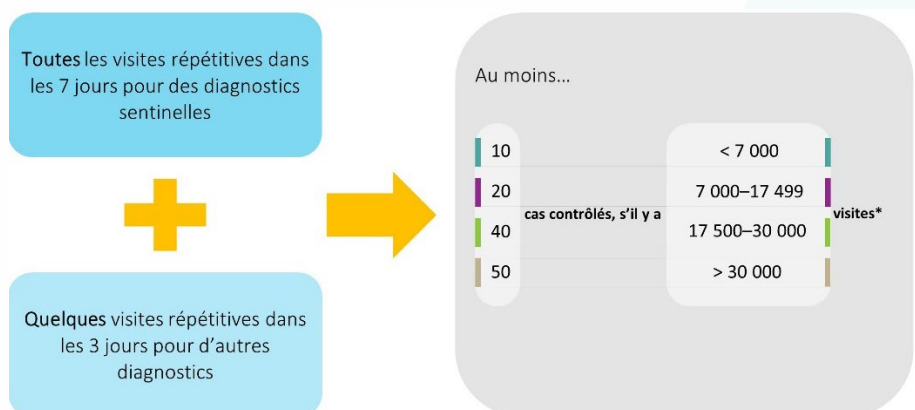 Toutes les visites répétitives dans
les 7 jours pour des diagnostics
sentinelles
Quelques visites répétitives dans
les 3 jours pour d’autres
diagnostics
Au moins...
10 < 7 000
20 7 000–17 499
cas contrôlés, s’il y a visites*
40 17 500–30 000
50 > 30 000